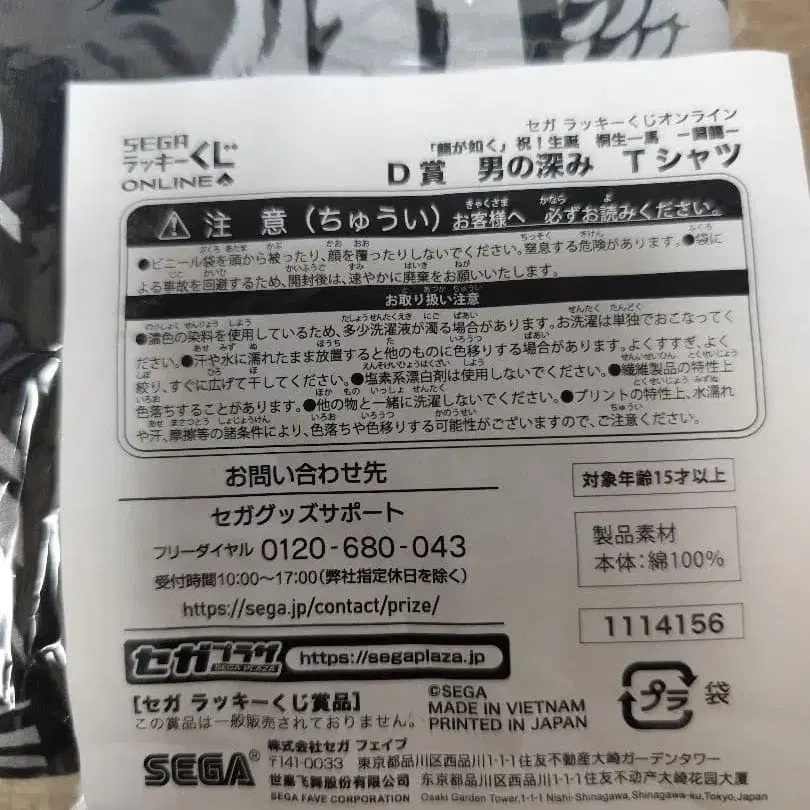 セガ ラッキーくじオンライン
「龍が如く」祝！生誕 桐生一馬
D賞 男の深み Tシャツ
SEGA
ラッキーくじ
ONLINE
注意（ちゅうい）お客様へ 必ずお読みください。
●ビニール袋を頭から被ったり、顔を覆ったりしないでください。窒息する危険があります。●袋に
よる事故を回避するため、開封後は、速やかに廃棄をお願いいたします。
お取り扱い注意
●濃色の染料を使用しているため、多少洗濯液が濁る場合があります。お洗濯は単独でおこなってく
ださい。●汗や水に濡れたまま放置すると他のものに色移りする場合があります。よくすすぎ、よく
絞り、すぐに広げて干してください。●塩素系漂白剤は使用しないでください。●繊維製品の特性上
色落ちすることがあります。●他の物と一緒に洗濯しないでください。●プリントの特性上、水濡れ
や汗、摩擦等の諸条件により、色落ちや色移りする可能性がございますので、ご注意ください。
お問い合わせ先
セガグッズサポート
フリーダイヤル 0120-680-043
受付時間10:00～17:00（弊社指定休日を除く）
https://sega.jp/contact/prize/
対象年齢15才以上
製品素材
本体：綿100%
1114156
セガプラザ
SEGA PLAZA
https://segaplaza.jp
プラ 袋
［セガ ラッキーくじ賞品］
この賞品は一般販売されておりません。
©SEGA
MADE IN VIETNAM
PRINTED IN JAPAN
SEGA®
株式会社セガ フェイブ
〒141-0033 東京都品川区西品川1-1-1住友不動産大崎ガーデンタワー
世嘉飞舞股份有限公司 东京都品川区西品川1-1-1 住友不动产大崎花园大厦
SEGA FAVE CORPORATION Osaki Garden Tower,1-1-1 Nishi-Shinagawa,Shinagawa-ku,Tokyo,Japan